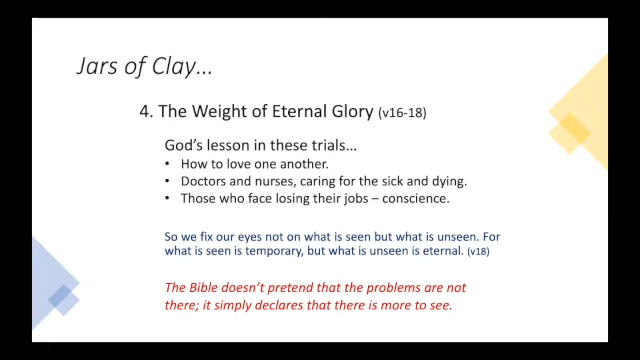 Jars of Clay...
4. The Weight of Eternal Glory (v16-18)
God's lesson in these trials...
• How to love one another.
• Doctors and nurses, caring for the sick and dying.
• Those who face losing their jobs – conscience.
So we fix our eyes not on what is seen but what is unseen. For
what is seen is temporary, but what is unseen is eternal. (v18)
The Bible doesn't pretend that the problems are not
there; it simply declares that there is more to see.